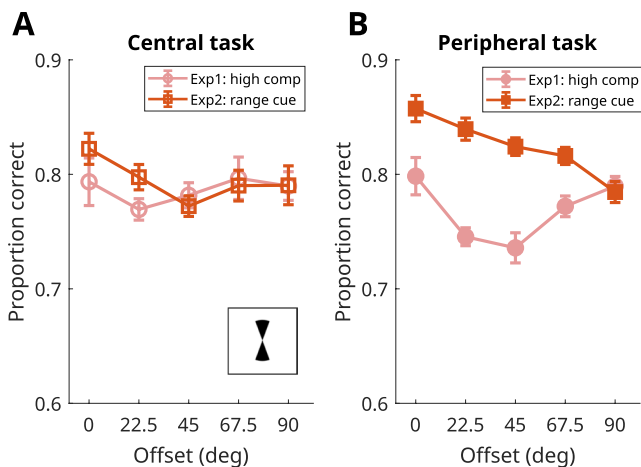 A
Central task
Exp1: high comp
Exp2: range cue
0.9
0.8
0.7
0.6
Proportion correct
0
22.5
45
67.5
90
Offset (deg)
B
Peripheral task
Exp1: high comp
Exp2: range cue
0.9
0.8
0.7
0.6
Proportion correct
0
22.5
45
67.5
90
Offset (deg)